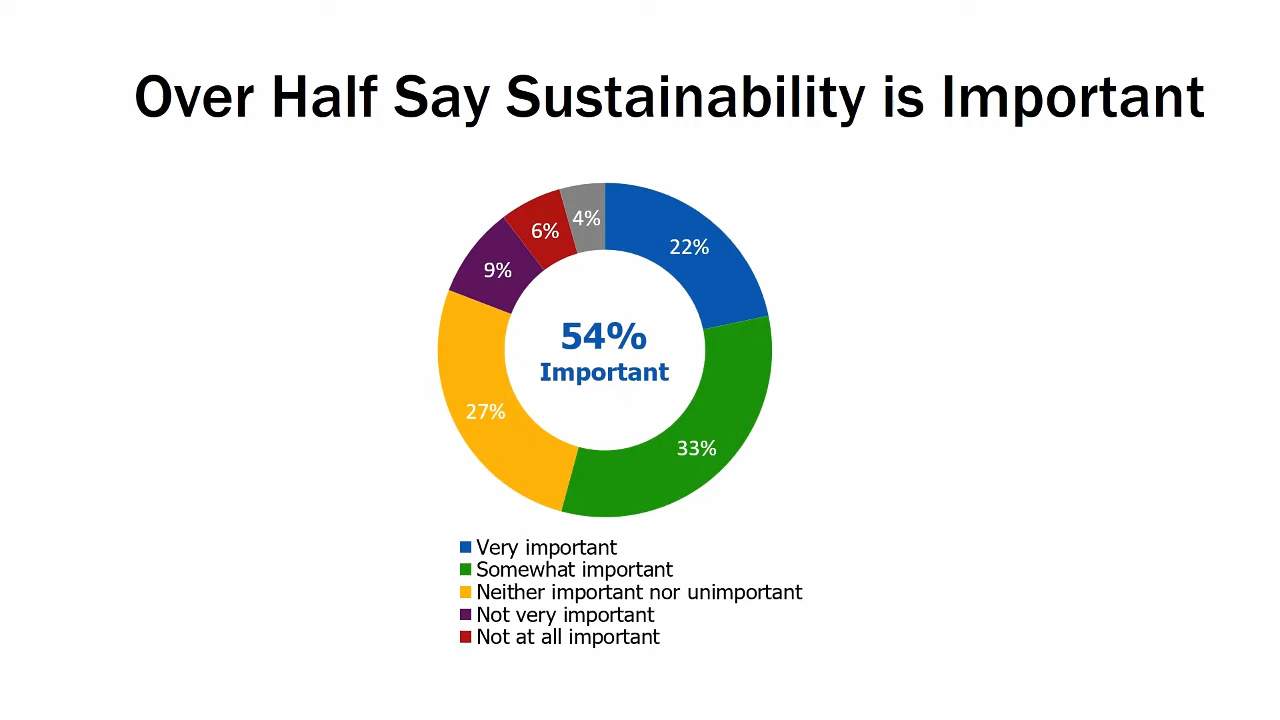 Over Half Say Sustainability is Important
4%
6%
22%
9%
54%
Important
27%
33%
Very important
Somewhat important
Neither important nor unimportant
Not very important
Not at all important